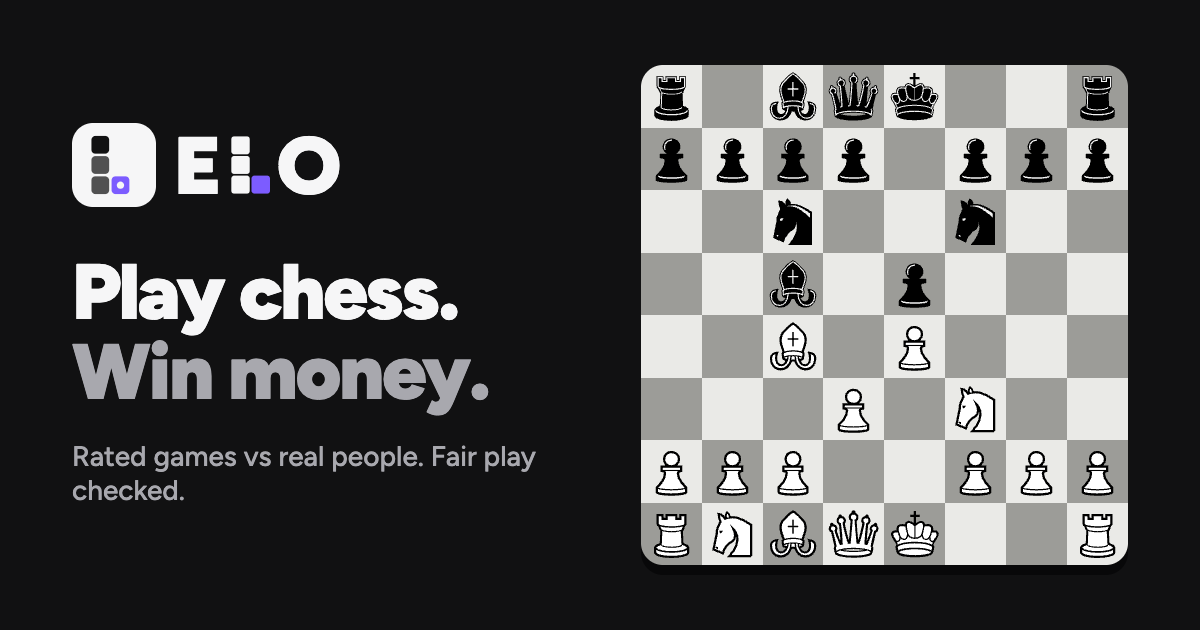 ELO
Play chess.
Win money.
Rated games vs real people. Fair play
checked.